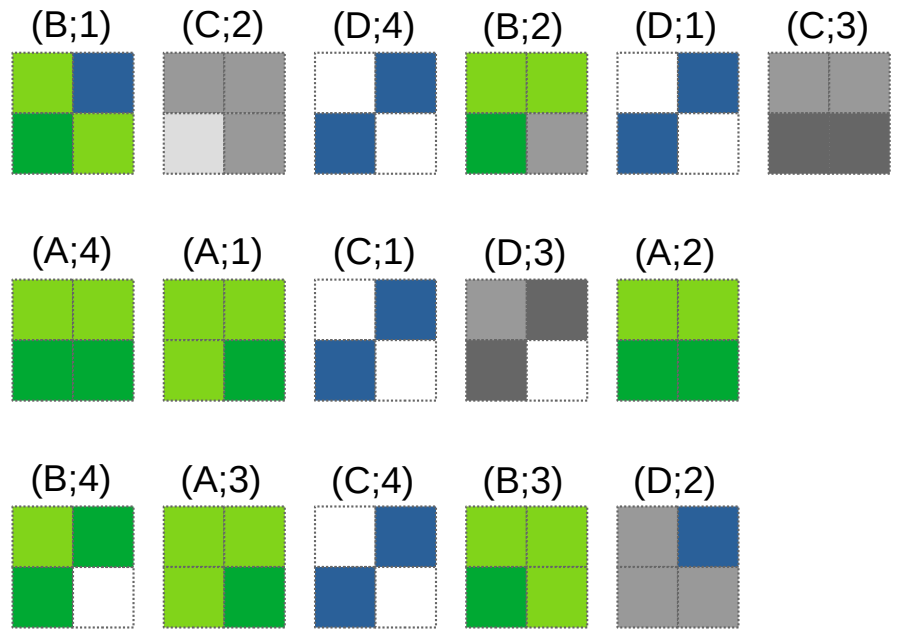 (B;1) (C;2) (D;4) (B;2) (D;1) (C;3)
(A;4) (A;1) (C;1) (D;3) (A;2)
(B;4) (A;3) (C;4) (B;3) (D;2)